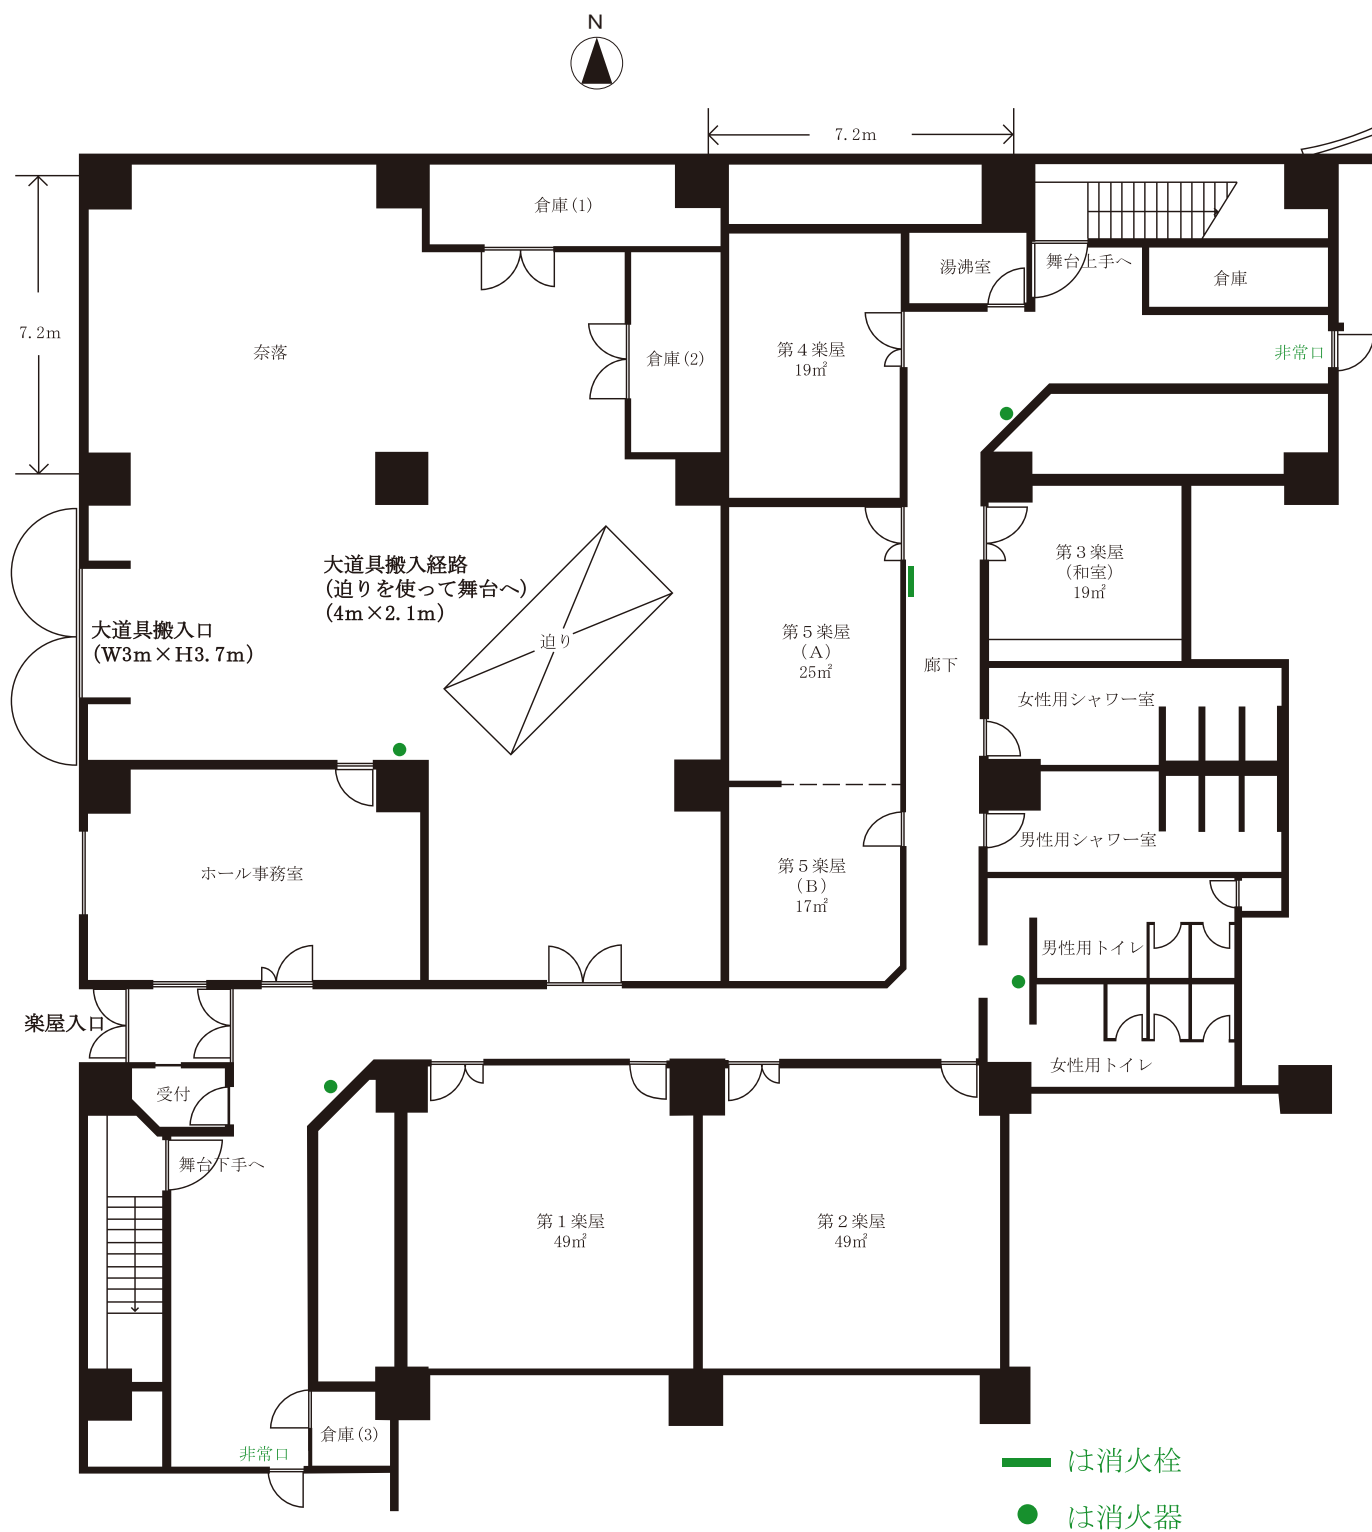 N
7.2m
倉庫(1)
湯沸室
舞台上手へ
倉庫
7.2m
奈落
倉庫(2)
第4楽屋
19㎡
非常口
大道具搬入経路
(迫りを使って舞台へ)
(4m×2.1m)
第3楽屋
(和室)
19㎡
大道具搬入口
(W3m×H3.7m)
迫り
第5楽屋
(A)
25㎡
廊下
女性用シャワー室
男性用シャワー室
ホール事務室
第5楽屋
(B)
17㎡
男性用トイレ
楽屋入口
女性用トイレ
受付
舞台下手へ
第1楽屋
49㎡
第2楽屋
49㎡
倉庫(3)
非常口
は消火栓
は消火器